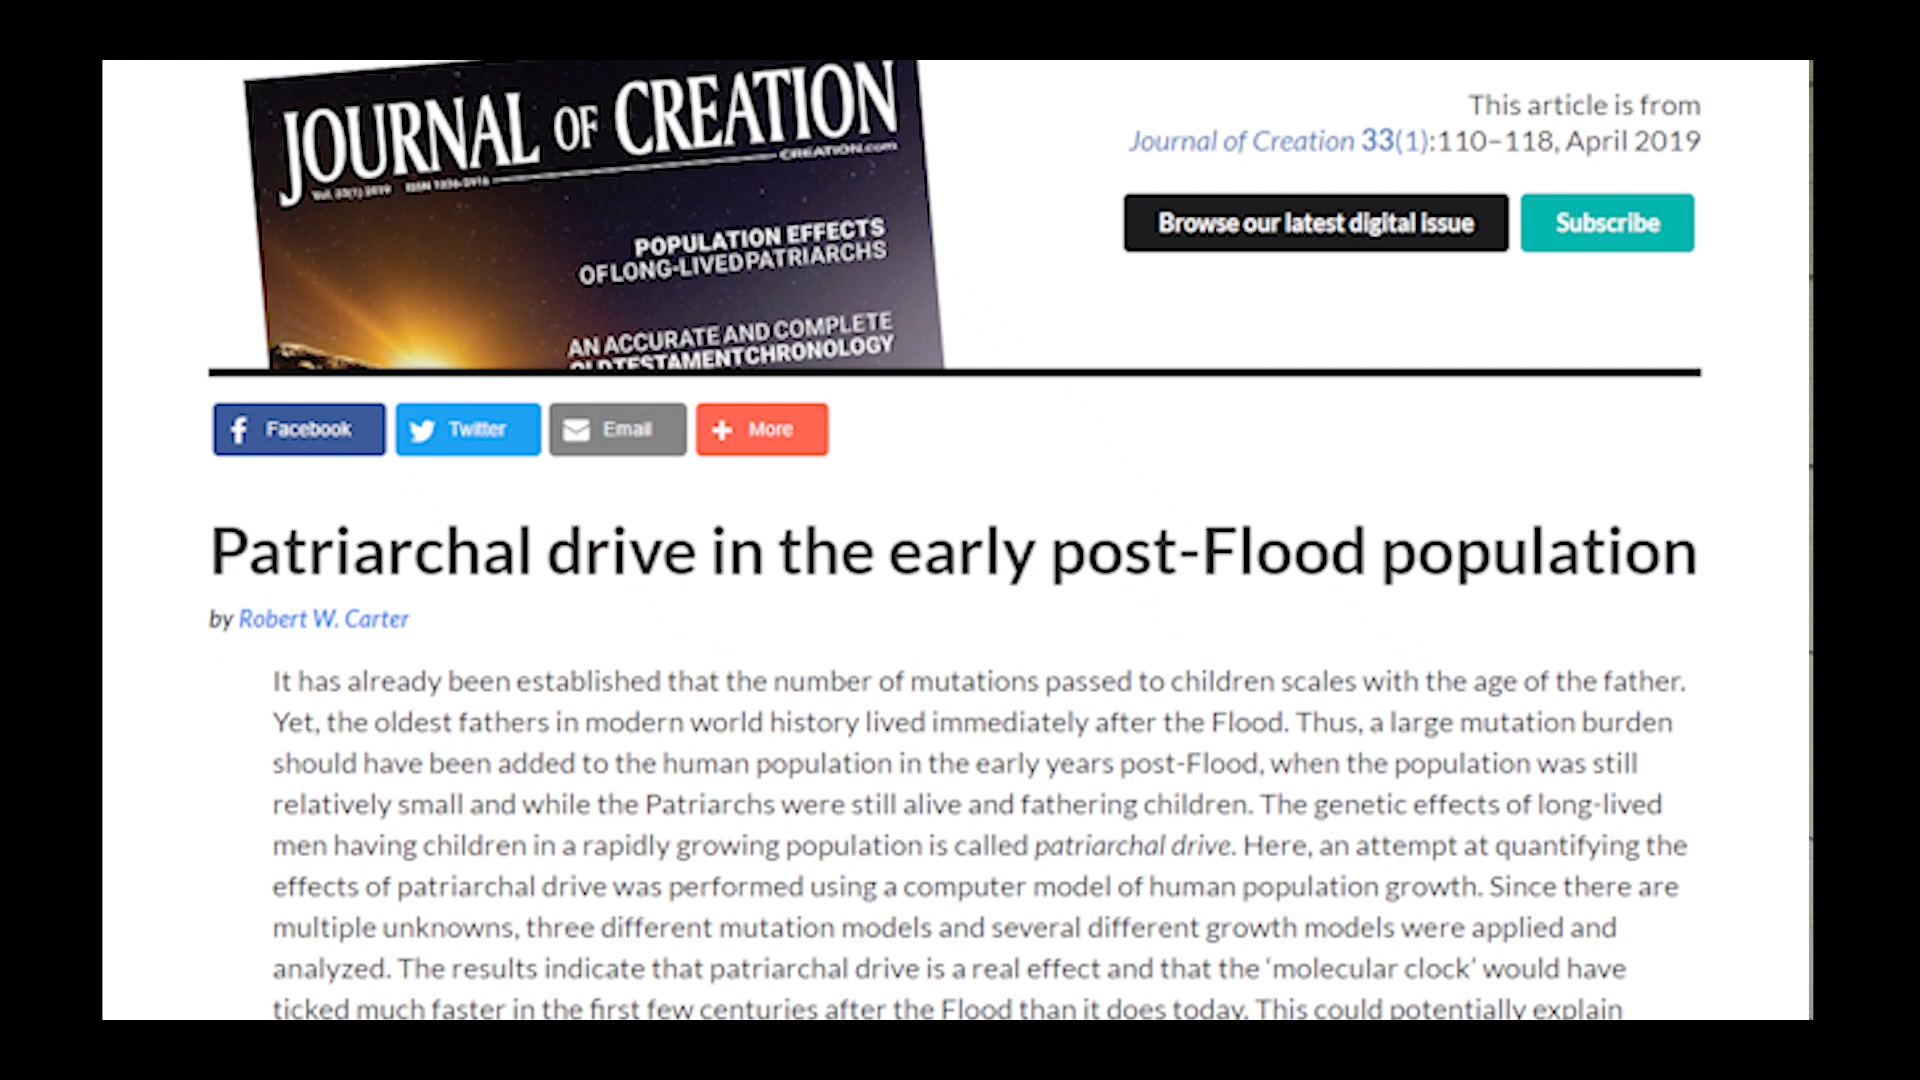 JOURNAL OF CREATION
CREATION.com
Vol. 33(1) 2019 ISSN 1036-2916
POPULATION EFFECTS
OF LONG-LIVED PATRIARCHS
AN ACCURATE AND COMPLETE
OLD TESTAMENT CHRONOLOGY
This article is from
Journal of Creation 33(1):110–118, April 2019
Browse our latest digital issue
Subscribe
Facebook
Twitter
Email
More
Patriarchal drive in the early post-Flood population
by Robert W. Carter
It has already been established that the number of mutations passed to children scales with the age of the father.
Yet, the oldest fathers in modern world history lived immediately after the Flood. Thus, a large mutation burden
should have been added to the human population in the early years post-Flood, when the population was still
relatively small and while the Patriarchs were still alive and fathering children. The genetic effects of long-lived
men having children in a rapidly growing population is called patriarchal drive. Here, an attempt at quantifying the
effects of patriarchal drive was performed using a computer model of human population growth. Since there are
multiple unknowns, three different mutation models and several different growth models were applied and
analyzed. The results indicate that patriarchal drive is a real effect and that the ‘molecular clock’ would have
ticked much faster in the first few centuries after the Flood than it does today. This could potentially explain